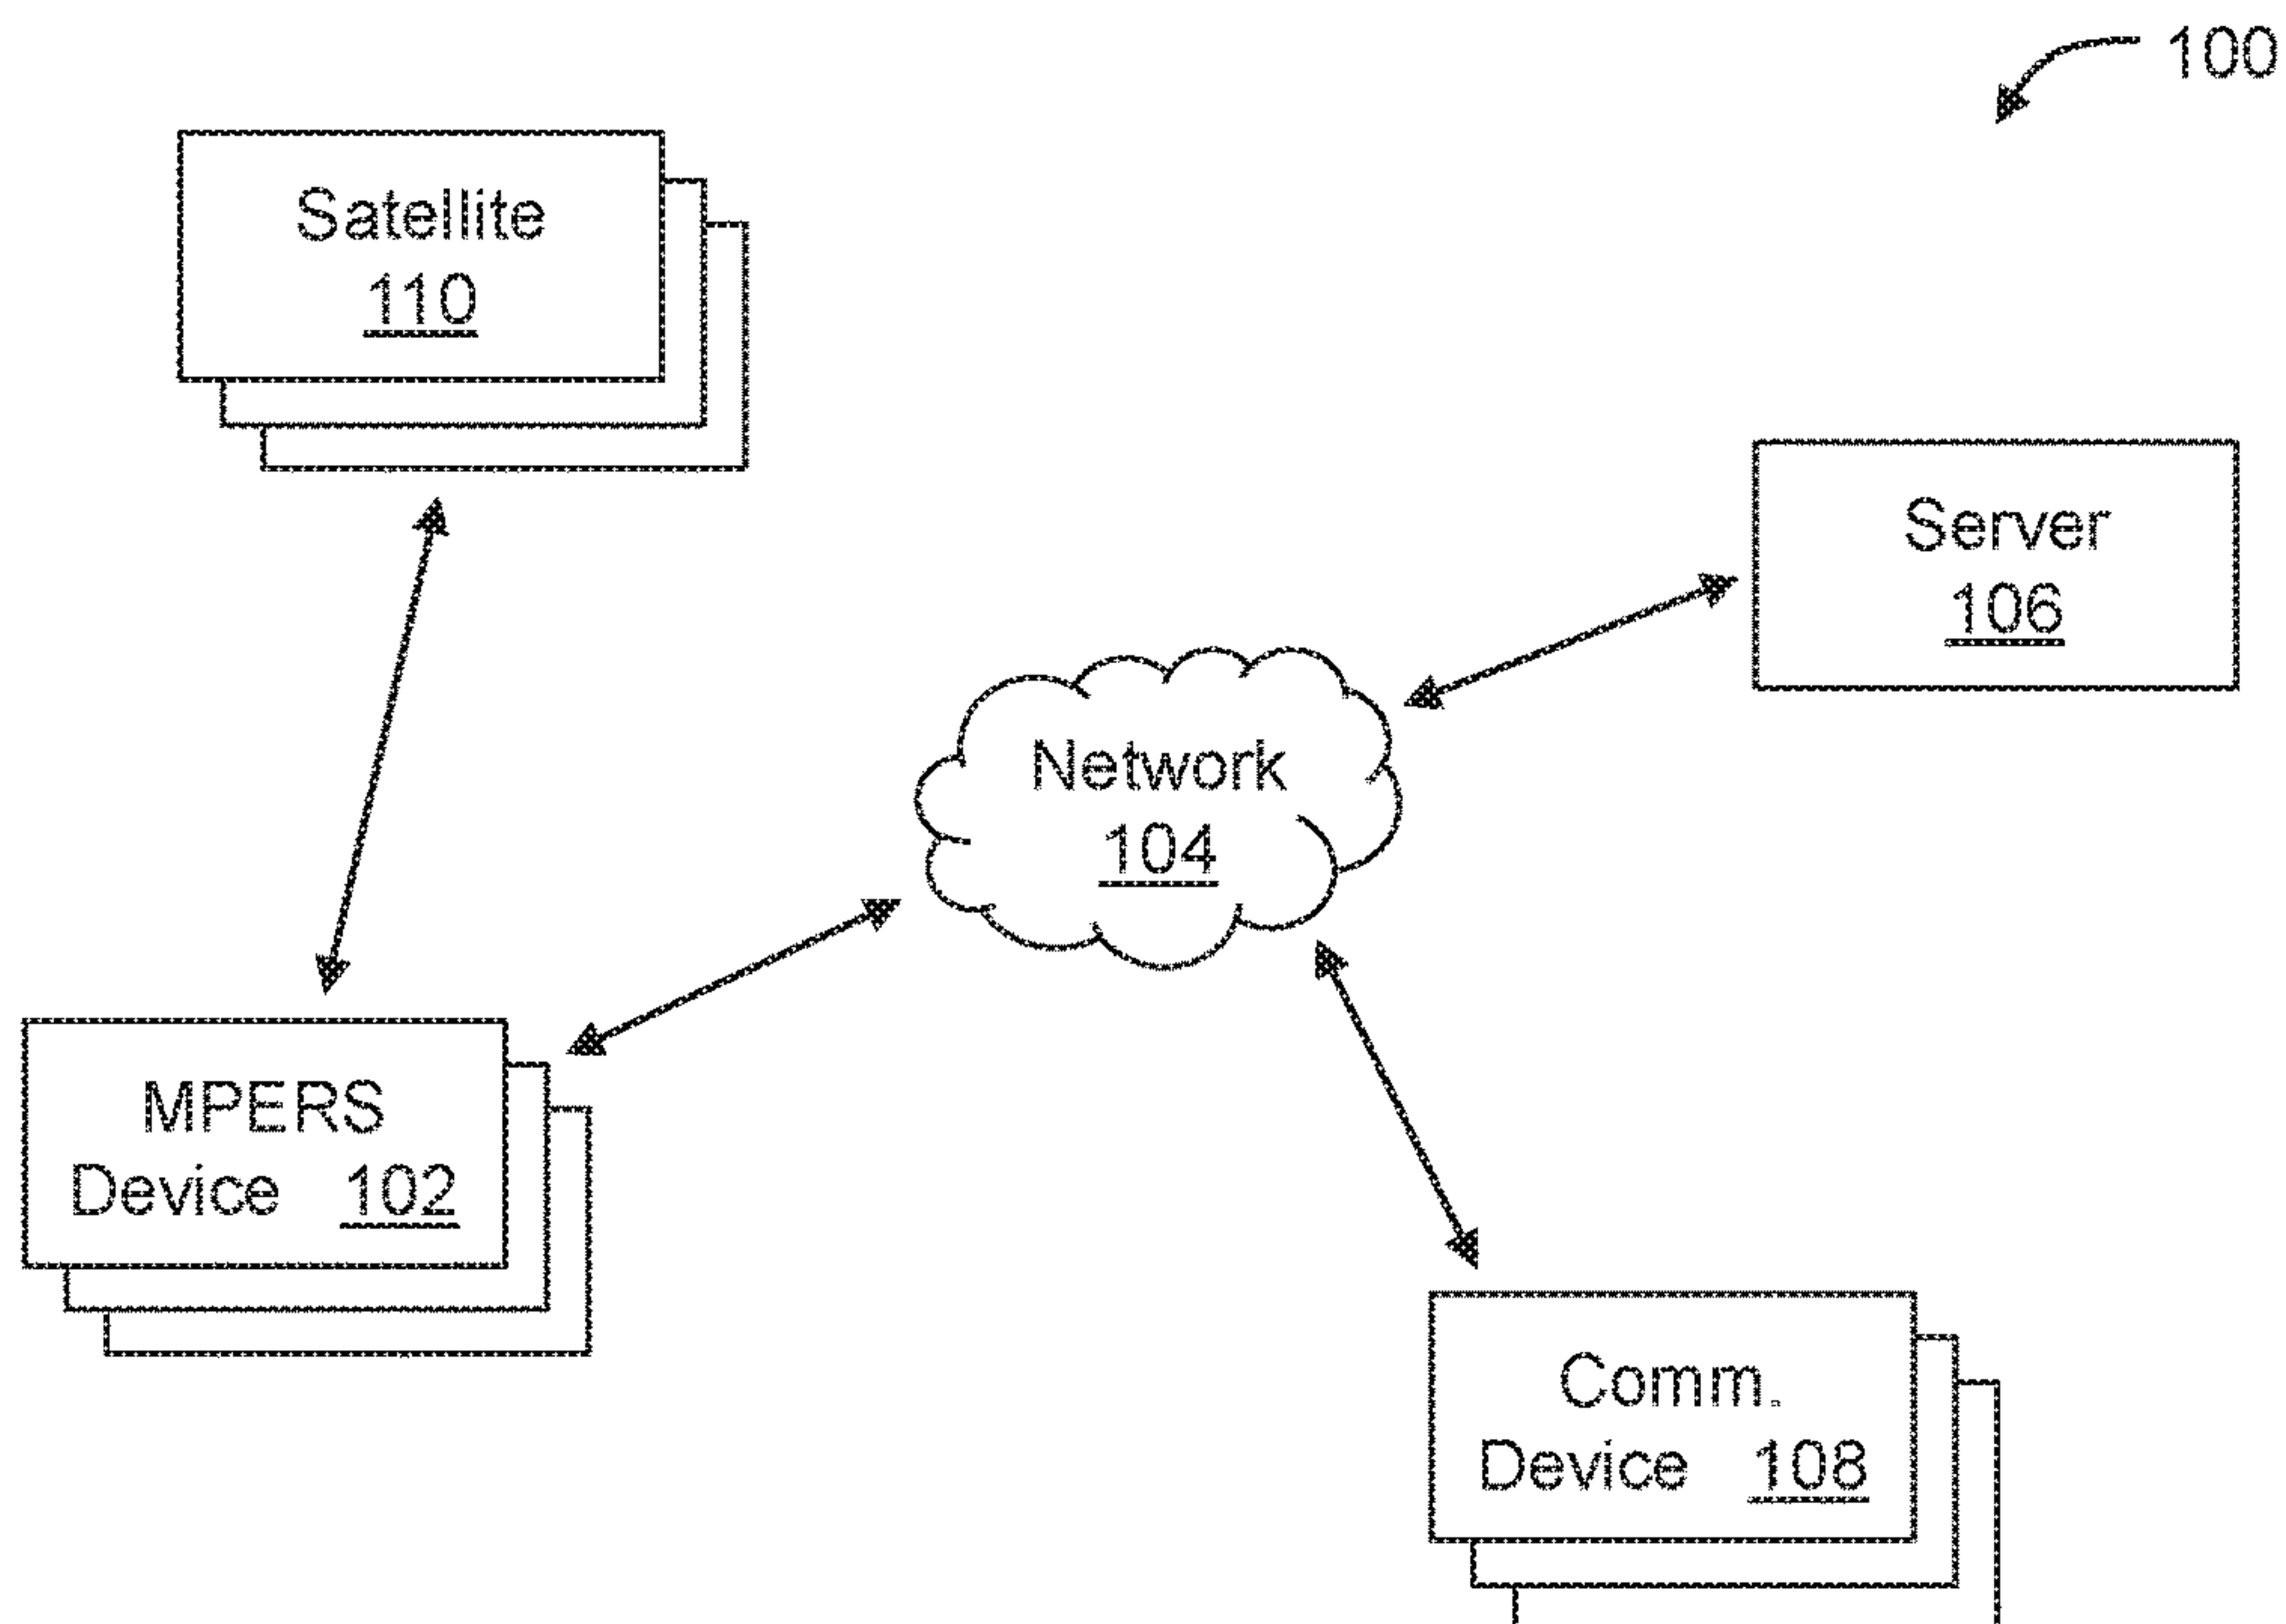 100
Satellite
110
Server
106
Network
104
MPERS
Device 102
Comm.
Device 108